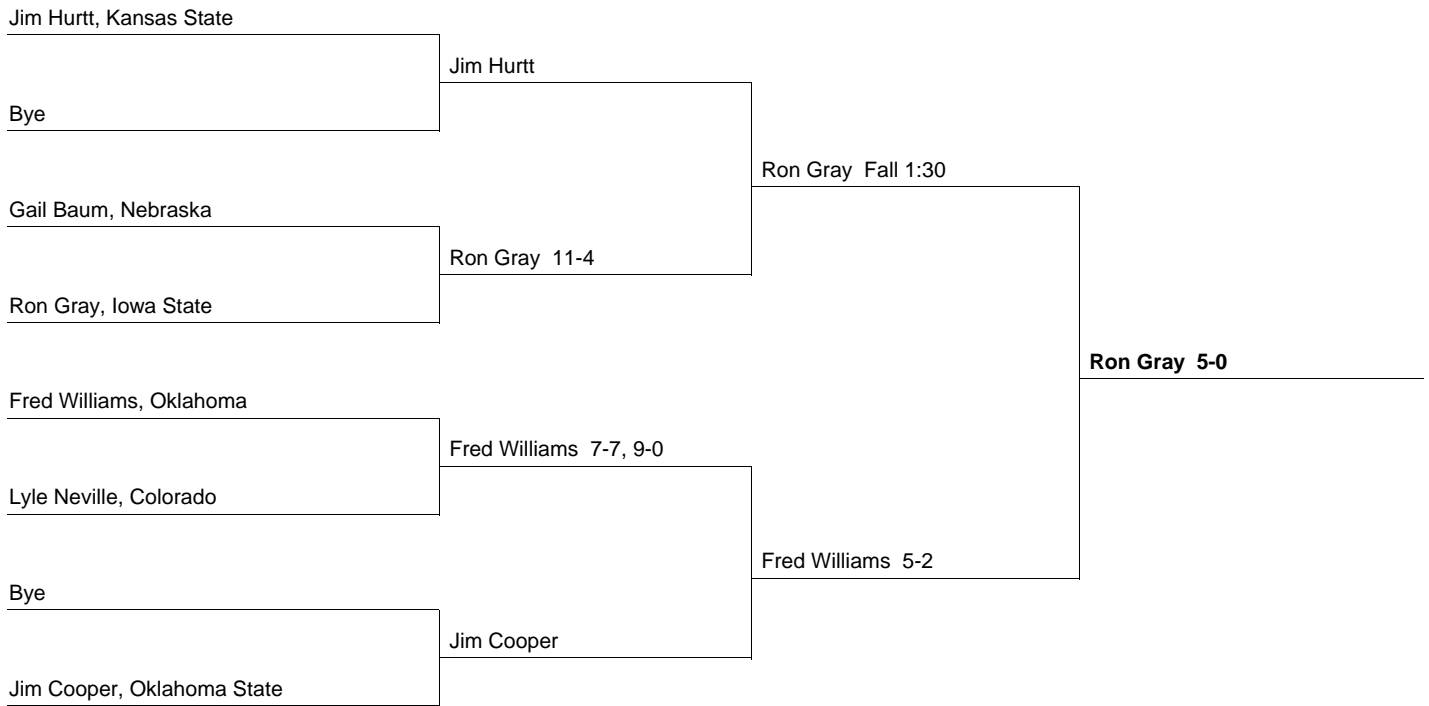 Jim Hurtt, Kansas State
Jim Hurtt
Bye
Ron Gray  Fall 1:30
Gail Baum, Nebraska
Ron Gray  11-4
Ron Gray, Iowa State
Ron Gray  5-0
Fred Williams, Oklahoma
Fred Williams  7-7, 9-0
Lyle Neville, Colorado
Fred Williams  5-2
Bye
Jim Cooper
Jim Cooper, Oklahoma State